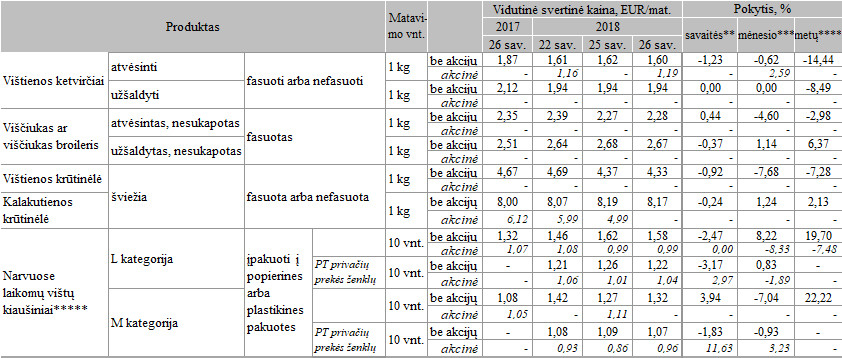 Produktas Matavi- Vidutinė svertinė kaina, EUR/mat. Pokytis, %
mo vnt. vnt. 2017 2018 savaitės** mėnesio*** metų****
26 sav. 22 sav. 25 sav. 26 sav.
Vištienos ketvirčiai atvėsinti fasuoti arba nefasuoti 1 kg be akcijų 1,87 1,61 1,62 1,60 -1,23 -0,62 -14,44
akcinė - 1,16 - 1,19 - 2,59 -
užšaldyti 1 kg be akcijų 2,12 1,94 1,94 1,94 0,00 0,00 -8,49
akcinė - - - - - - -
Viščiukas ar viščiukas broileris atvėsintas, nesukapotas fasuotas 1 kg be akcijų 2,35 2,39 2,27 2,28 0,44 -4,60 -2,98
akcinė - - - - - - -
užšaldytas, nesukapotas 1 kg be akcijų 2,51 2,64 2,68 2,67 -0,37 1,14 6,37
akcinė - - - - - - -
Vištienos krūtinėlė šviežia fasuota arba nefasuota 1 kg be akcijų 4,67 4,69 4,37 4,33 -0,92 -7,68 -7,28
akcinė - - - - - - -
Kalakutienos krūtinėlė 1 kg be akcijų 8,00 8,07 8,19 8,17 -0,24 1,24 2,13
akcinė 6,12 5,99 4,99 - - - -
Narvuose laikomų vištų kiaušiniai***** L kategorija įpakuoti į popierines arba plastikines pakuotes 10 vnt. be akcijų 1,32 1,46 1,62 1,58 -2,47 8,22 19,70
akcinė 1,07 1,08 0,99 0,99 0,00 -8,33 -7,48
PT privačių prekės ženklų 10 vnt. be akcijų - 1,21 1,26 1,22 -3,17 0,83 -
akcinė - 1,06 1,01 1,04 2,97 -1,89 -
M kategorija 10 vnt. be akcijų 1,08 1,42 1,27 1,32 3,94 -7,04 22,22
akcinė 1,05 - 1,11 - - - -
PT privačių prekės ženklų 10 vnt. be akcijų - 1,08 1,09 1,07 -1,83 -0,93 -
akcinė - 0,93 0,86 0,96 11,63 3,23 -